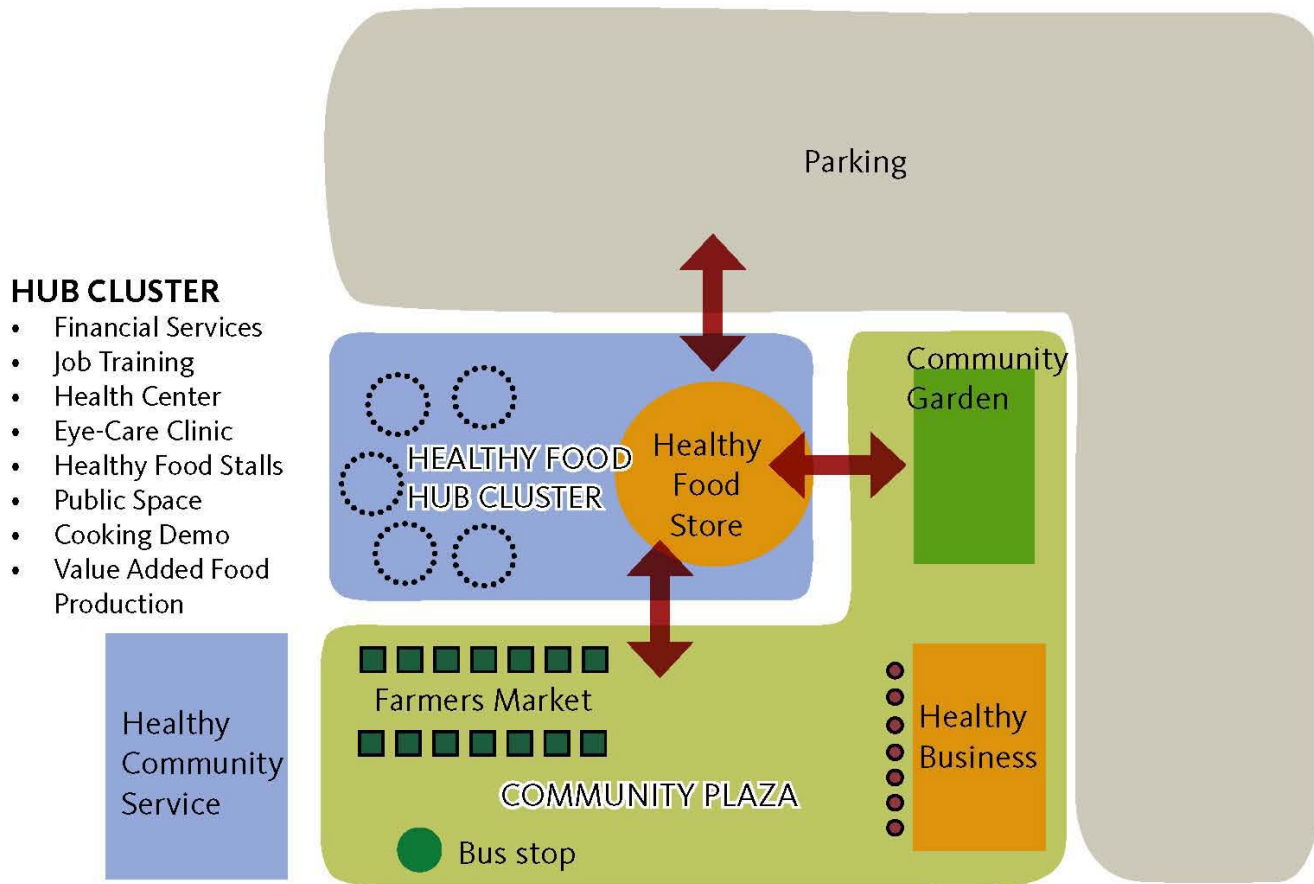 Parking
HUB CLUSTER
• Financial Services
• Job Training
• Health Center
• Eye-Care Clinic
• Healthy Food Stalls
• Public Space
• Cooking Demo
• Value Added Food
Production
HEALTHY FOOD
HUB CLUSTER
Healthy
Food
Store
Community
Garden
Healthy
Community
Service
Farmers Market
COMMUNITY PLAZA
Bus stop
Healthy
Business